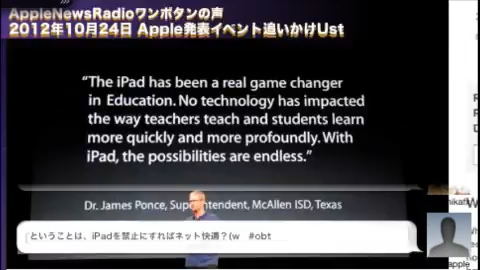 AppleNewsRadioワンボタンの声
2012年10月24日 Apple発表イベント追いかけUst
“The iPad has been a real game changer
in Education. No technology has impacted
the way teachers teach and students learn
more quickly and more profoundly. With
iPad, the possibilities are endless.”
Dr. James Ponce, Superintendent, McAllen ISD, Texas
ということは、iPadを禁止にすればネット快適？(w #obt
apple